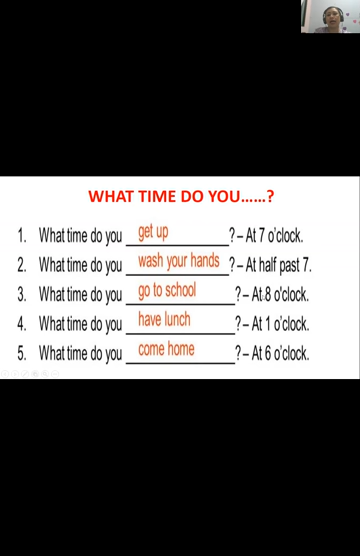 WHAT TIME DO YOU......?
1. What time do you get up ? – At 7 o'clock.
2. What time do you wash your hands ? – At half past 7.
3. What time do you go to school ? – At 8 o'clock.
4. What time do you have lunch ? – At 1 o'clock.
5. What time do you come home ? – At 6 o'clock.